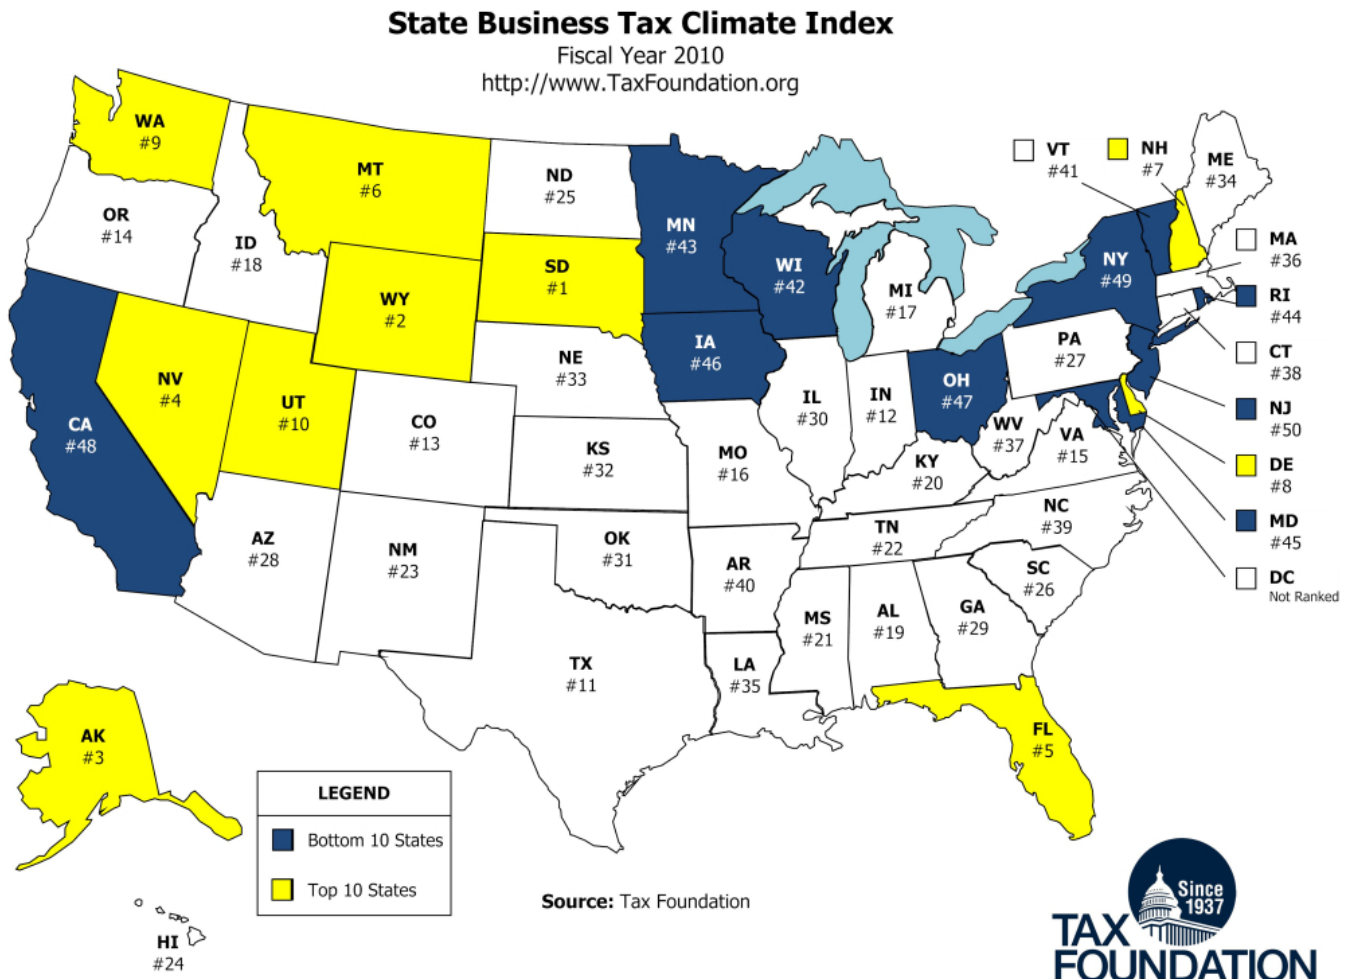 State Business Tax Climate Index
Fiscal Year 2010
http://www.TaxFoundation.org
WA
#9
MT
#6
ND
#25
MN
#43
VT
#41
NH
#7
ME
#34
OR
#14
ID
#18
SD
#1
WI
#42
MI
#17
NY
#49
MA
#36
WY
#2
RI
#44
NV
#4
UT
#10
NE
#33
IA
#46
PA
#27
CT
#38
CA
#48
CO
#13
KS
#32
MO
#16
IL
#30
IN
#12
OH
#47
WV
#37
VA
#15
NJ
#50
KY
#20
DE
#8
AZ
#28
NM
#23
OK
#31
AR
#40
TN
#22
NC
#39
MD
#45
SC
#26
DC
Not Ranked
TX
#11
LA
#35
MS
#21
AL
#19
GA
#29
AK
#3
FL
#5
LEGEND
Bottom 10 States
Top 10 States
HI
#24
Source: Tax Foundation
Since
1937
TAX
FOUNDATION